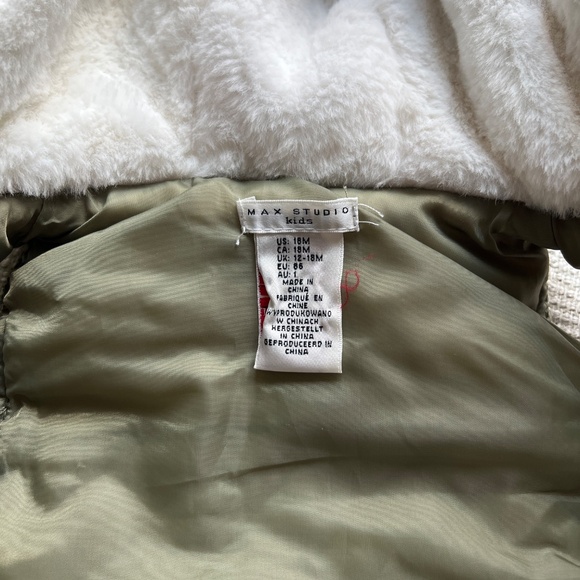 MAX STUDIO
kids
US: 18M
CA: 18M
UK: 12-18M
EU: 86
AU: 1
MADE IN
CHINA
FABRIQUÉ EN
CHINE
WYPRODUKOWANO
W CHINACH
HERGESTELLT
IN CHINA
GEPRODUCEERD IN
CHINA